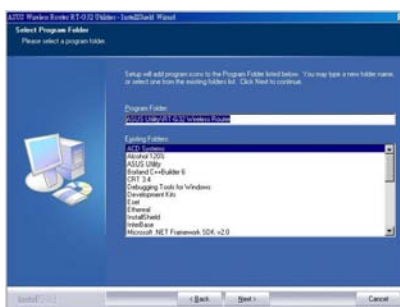 ASUS Wireless Router RT-G32 Utilities - InstallShield Wizard
Select Program Folder
Please select a program folder.
Setup will add program icons to the Program Folder listed below. You may type a new folder name, or select one from the existing folders list. Click Next to continue.
Program Folder:
ASUS Utility\RT-G32 Wireless Router
Existing Folders:
ACD Systems
Alcohol 120%
ASUS Utility
Borland C++Builder 6
CRT 3.4
Debugging Tools for Windows
Development Kits
Eset
Ethereal
InstallShield
InterBase
Microsoft .NET Framework SDK v2.0
InstallShield
< Back
Next >
Cancel